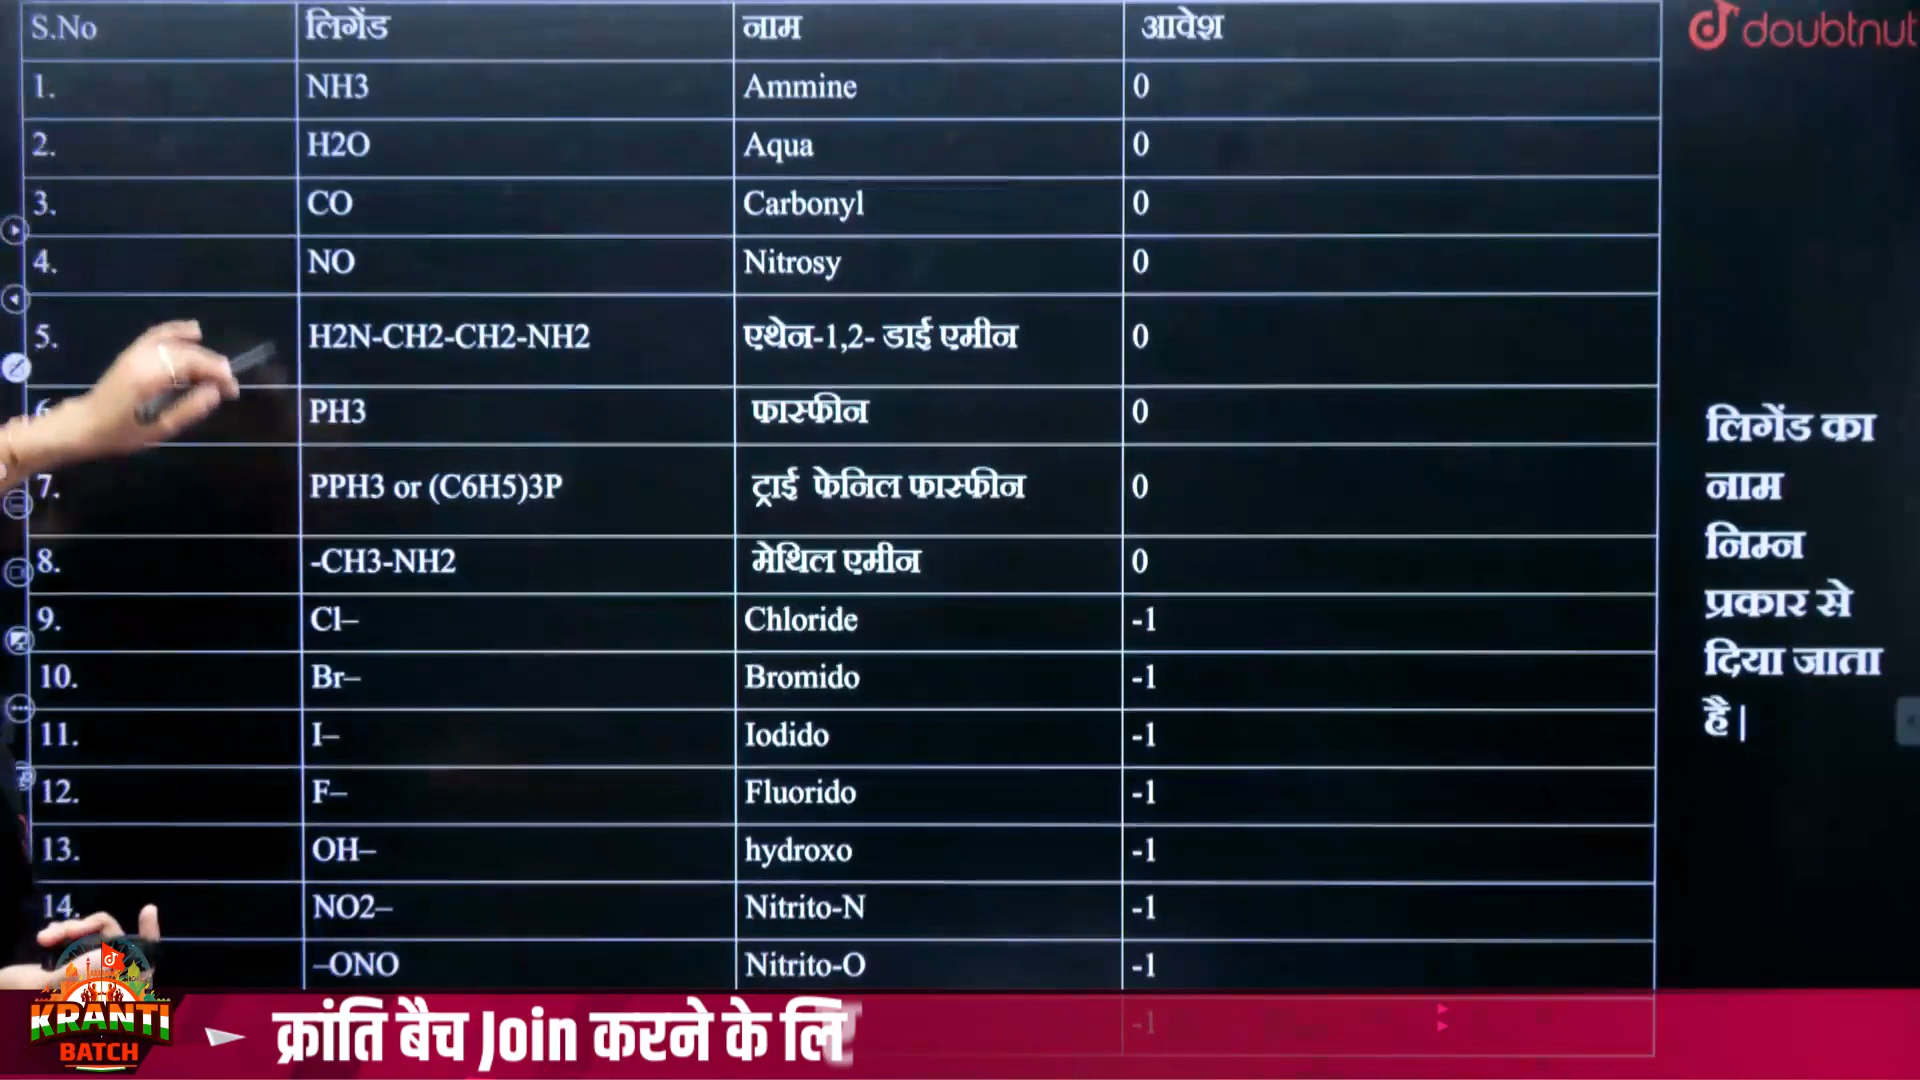 S.No लिगेंड नाम आवेश
1. NH3 Ammine 0
2. H2O Aqua 0
3. CO Carbonyl 0
4. NO Nitrosy 0
5. H2N-CH2-CH2-NH2 एथेन-1,2- डाई एमीन 0
6. PH3 फास्फीन 0
7. PPH3 or (C6H5)3P ट्राई फेनिल फास्फीन 0
8. -CH3-NH2 मेथिल एमीन 0
9. Cl– Chloride -1
10. Br– Bromido -1
11. I– Iodido -1
12. F– Fluorido -1
13. OH– hydroxo -1
14. NO2– Nitrito-N -1
–ONO Nitrito-O -1
-1
doubtnut
लिगेंड का
नाम
निम्न
प्रकार से
दिया जाता
है|
KRANTI
BATCH
क्रांति बैच Join करने के लि